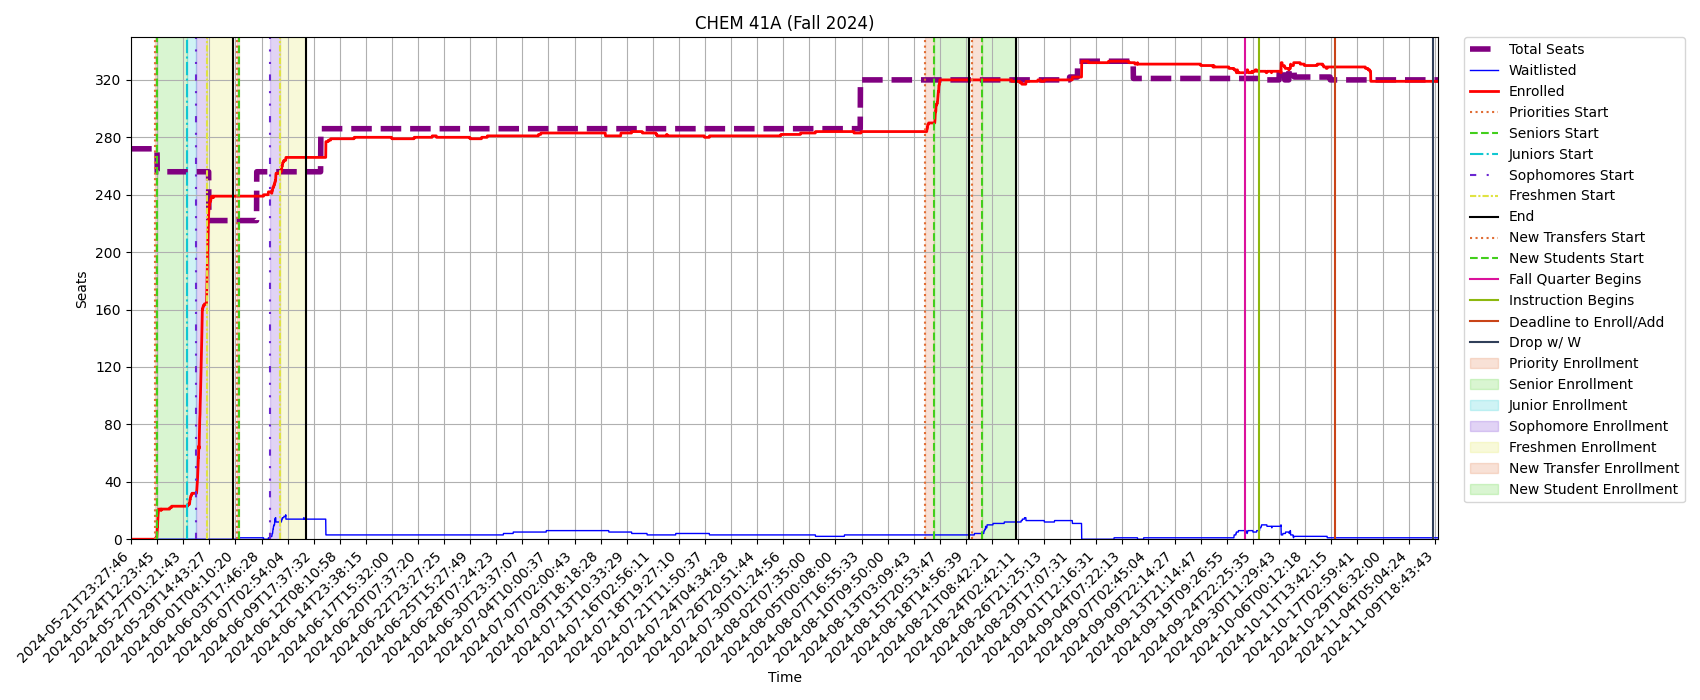 CHEM 41A (Fall 2024)
Seats
320
280
240
200
160
120
80
40
0
2024-05-21T23:27:46
2024-05-24T12:23:45
2024-05-27T01:21:43
2024-05-29T14:43:27
2024-06-01T04:10:20
2024-06-03T17:46:28
2024-06-07T02:54:04
2024-06-09T17:37:32
2024-06-12T08:10:58
2024-06-14T23:38:15
2024-06-17T15:32:00
2024-06-20T07:37:20
2024-06-22T23:27:25
2024-06-25T15:27:49
2024-06-28T07:24:23
2024-06-30T23:37:07
2024-07-04T10:00:37
2024-07-07T02:00:43
2024-07-09T18:18:28
2024-07-13T10:33:29
2024-07-16T02:56:11
2024-07-18T19:27:10
2024-07-21T11:50:37
2024-07-24T04:34:28
2024-07-26T20:51:44
2024-07-30T01:24:56
2024-08-02T07:35:00
2024-08-05T00:08:00
2024-08-07T16:55:33
2024-08-10T09:50:00
2024-08-13T03:09:43
2024-08-15T20:53:47
2024-08-18T14:56:39
2024-08-21T08:42:21
2024-08-24T02:42:11
2024-08-26T21:25:13
2024-08-29T17:07:31
2024-09-01T12:16:31
2024-09-04T07:22:13
2024-09-07T02:45:04
2024-09-09T22:14:27
2024-09-13T21:14:47
2024-09-19T09:26:55
2024-09-24T22:25:35
2024-09-30T11:29:43
2024-10-06T00:12:18
2024-10-11T13:42:15
2024-10-17T02:59:41
2024-10-29T16:32:00
2024-11-04T05:04:24
2024-11-09T18:43:43
Time
Total Seats
Waitlisted
Enrolled
Priorities Start
Seniors Start
Juniors Start
Sophomores Start
Freshmen Start
End
New Transfers Start
New Students Start
Fall Quarter Begins
Instruction Begins
Deadline to Enroll/Add
Drop w/ W
Priority Enrollment
Senior Enrollment
Junior Enrollment
Sophomore Enrollment
Freshmen Enrollment
New Transfer Enrollment
New Student Enrollment